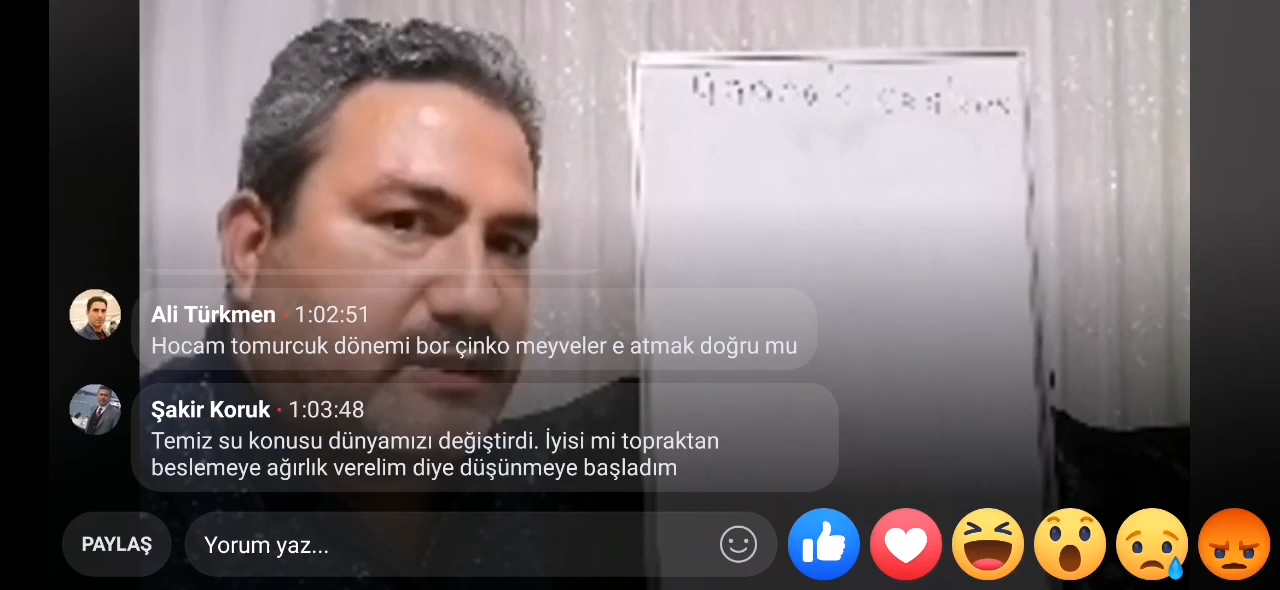 Ali Türkmen · 1:02:51
Hocam tomurcuk dönemi bor çinko meyveler e atmak doğru mu
Şakir Koruk · 1:03:48
Temiz su konusu dünyamızı değiştirdi. İyisi mi topraktan
beslemeye ağırlık verelim diye düşünmeye başladım
PAYLAŞ
Yorum yaz...